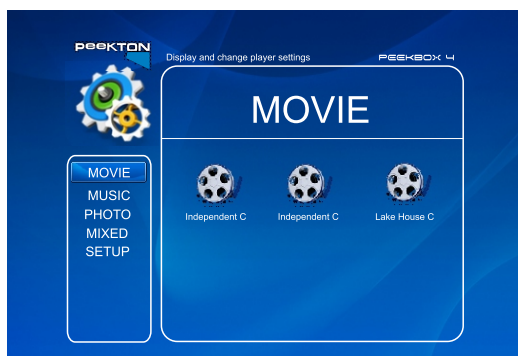 PeeKTON
Display and change player settings
PEEKBOX 4
MOVIE
MOVIE
MUSIC
PHOTO
MIXED
SETUP
Independent C
Independent C
Lake House C